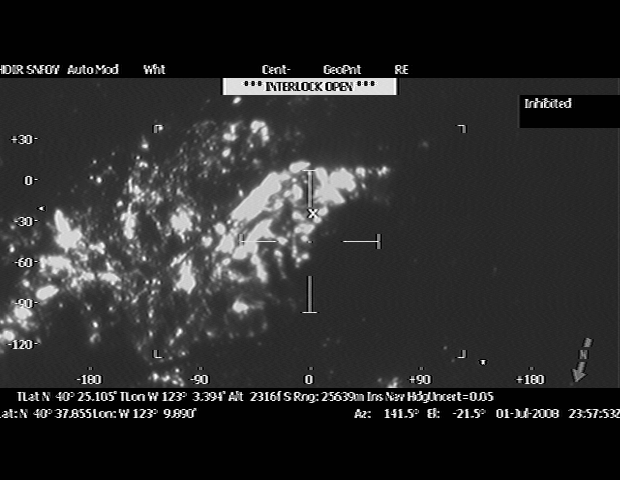 HDIR SNFOV Auto Mod Wht Cent- GeoPnt RE
*** INTERLOCK OPEN ***
Inhibited
+30
0
-30
-60
-90
-120
N
-180 -90 0 +90 +180
TLat N 40° 25.105' TLon W 123° 3.394' Alt 2316f S Rng: 25639m Ins Nav HdgUncert=0.05
Lat: N 40° 37.855 Lon: W 123° 9.890' Az: 141.5° El: -21.5° 01-Jul-2008 23:57:53Z